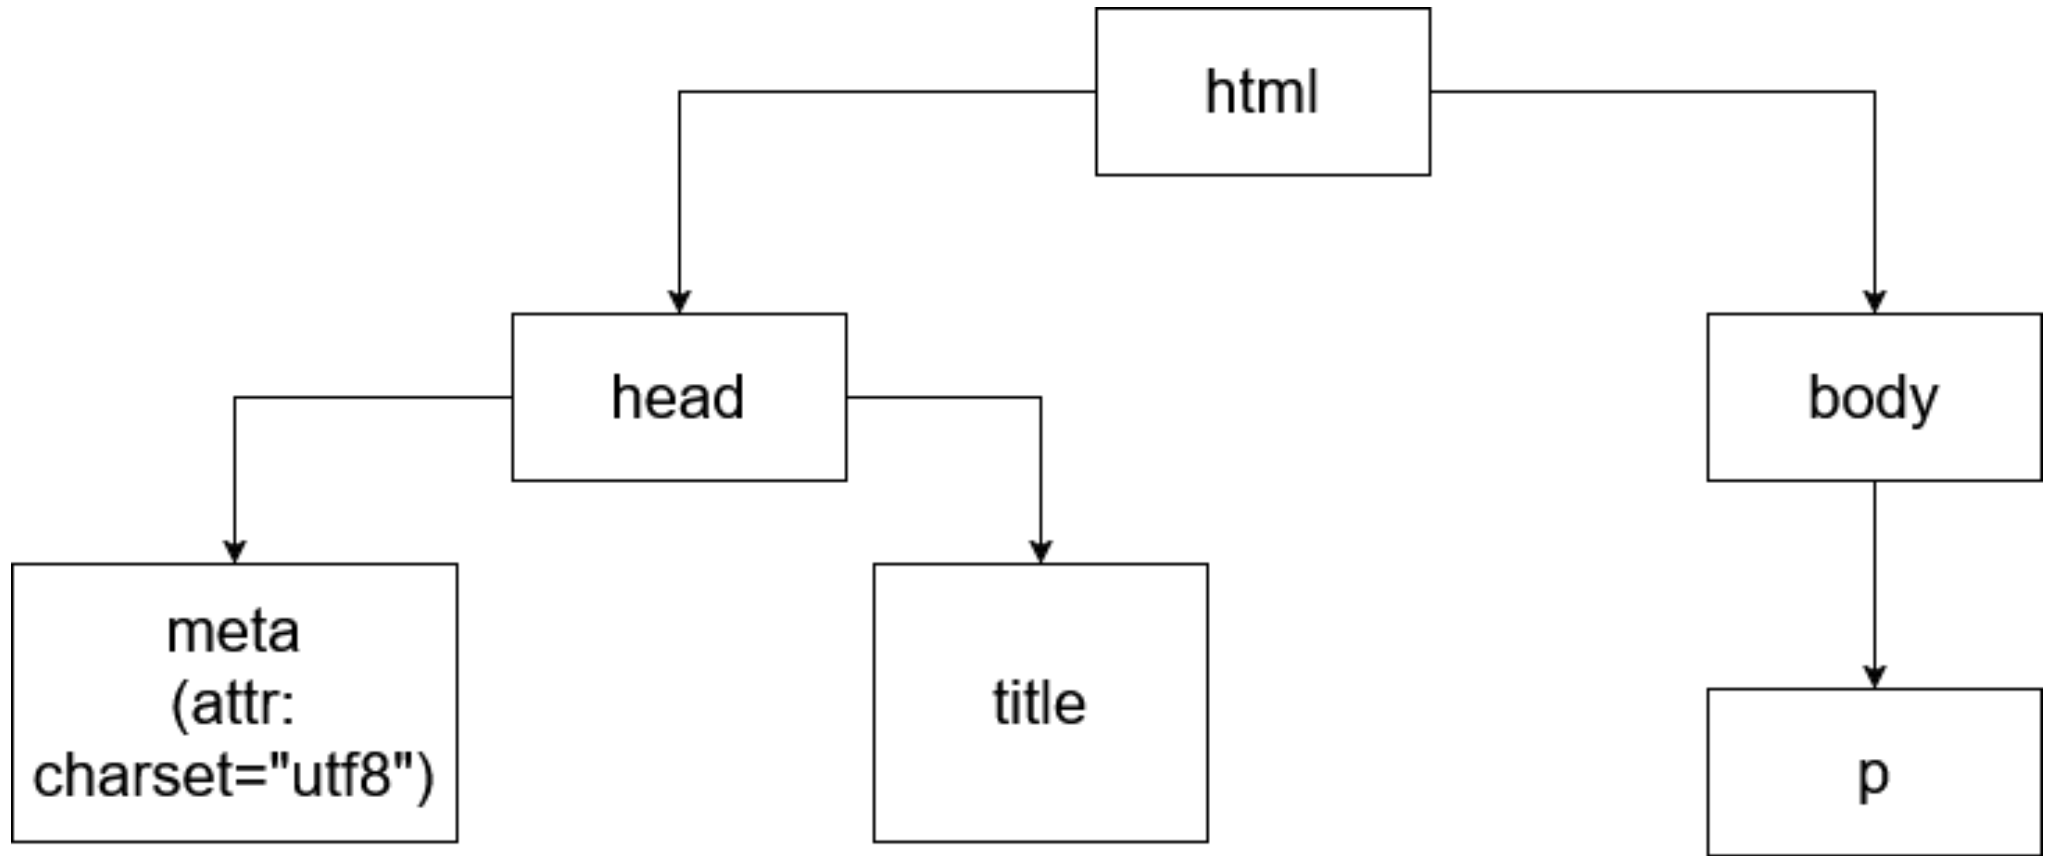 html
head
body
meta
(attr:
charset="utf8")
title
p